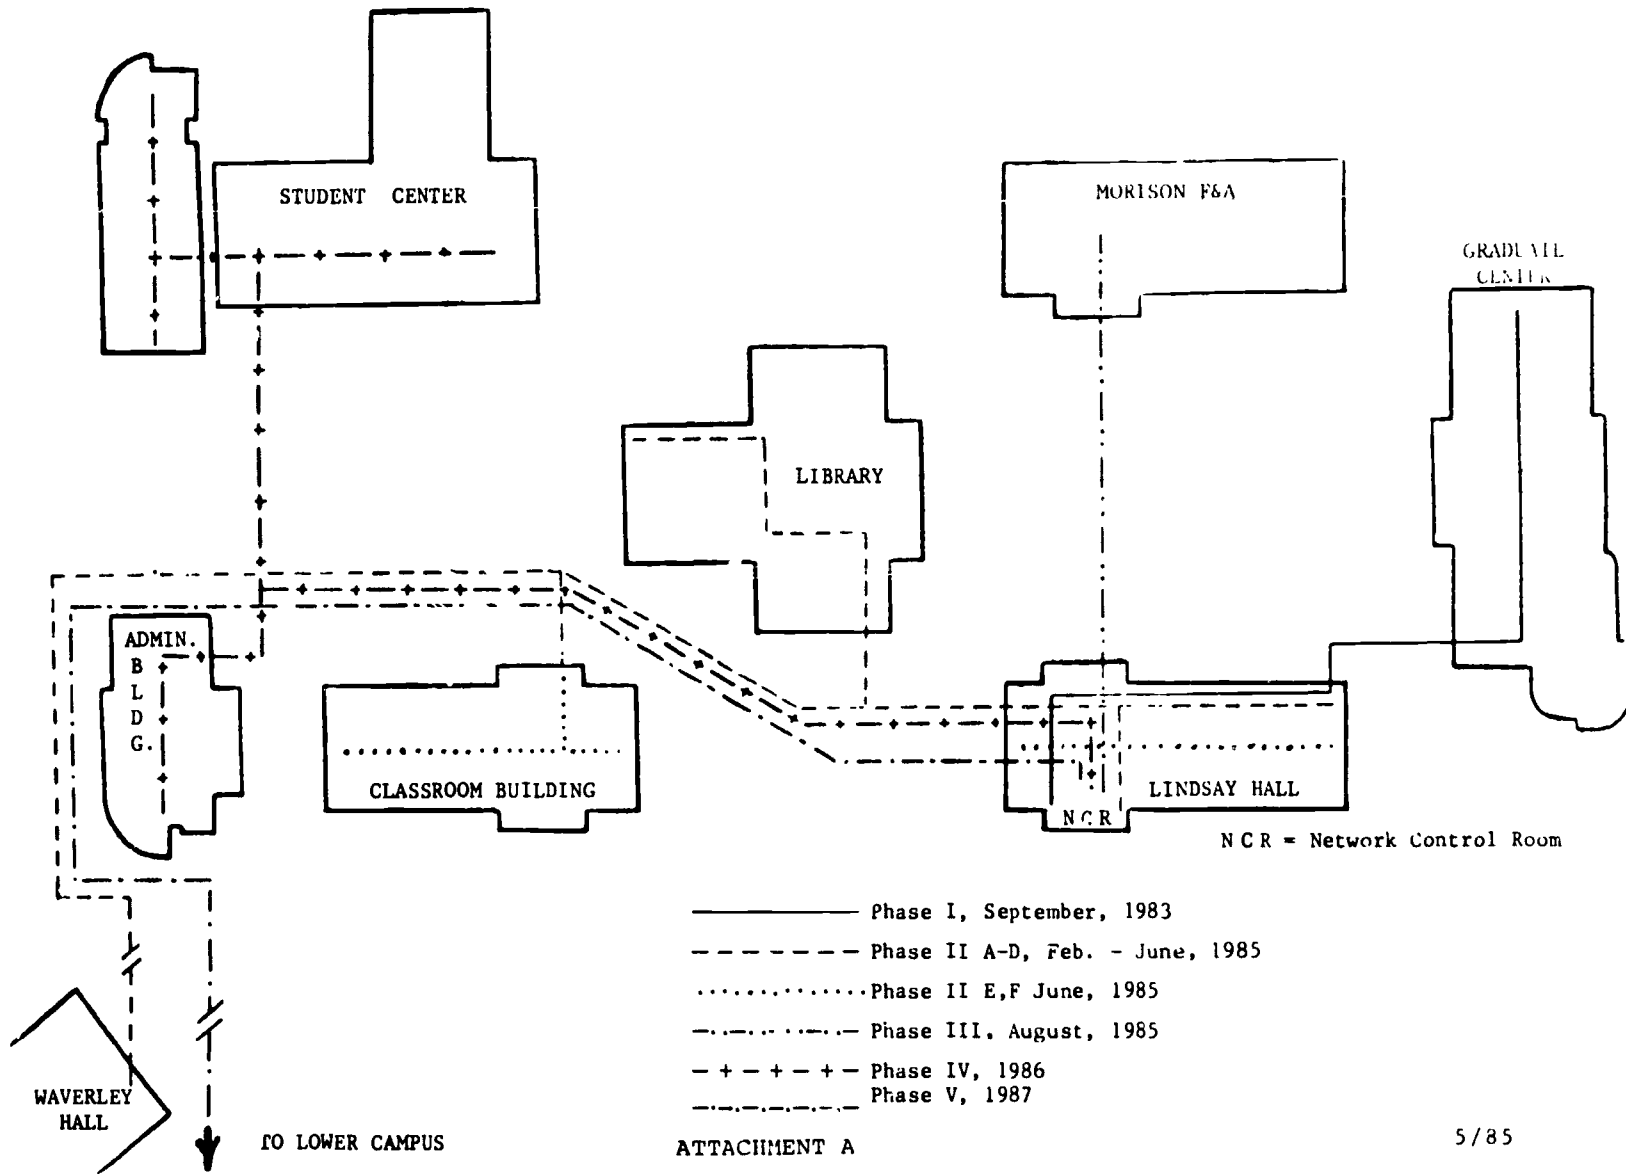 STUDENT CENTER
MORISON F&A
GRADUATE
CENTER
LIBRARY
ADMIN.
B
L
D
G.
CLASSROOM BUILDING
LINDSAY HALL
N C R
N C R = Network Control Room
Phase I, September, 1983
Phase II A-D, Feb. - June, 1985
Phase II E,F June, 1985
Phase III, August, 1985
Phase IV, 1986
Phase V, 1987
WAVERLEY
HALL
TO LOWER CAMPUS
ATTACHMENT A
5/85